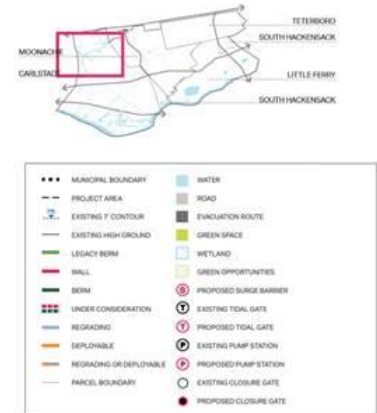 TETERBORO
SOUTH HACKENSACK
MOONACHIE
CARLSTADT
LITTLE FERRY
SOUTH HACKENSACK
MUNICIPAL BOUNDARY
PROJECT AREA
EXISTING 7' CONTOUR
EXISTING HIGH GROUND
LEGACY BERM
WALL
BERM
UNDER CONSIDERATION
REGRADING
DEPLOYABLE
REGRADING OR DEPLOYABLE
PARCEL BOUNDARY
WATER
ROAD
EVACUATION ROUTE
GREEN SPACE
WETLAND
GREEN OPPORTUNITIES
S PROPOSED SURGE BARRIER
T EXISTING TIDAL GATE
T PROPOSED TIDAL GATE
P EXISTING PUMP STATION
P PROPOSED PUMP STATION
EXISTING CLOSURE GATE
PROPOSED CLOSURE GATE